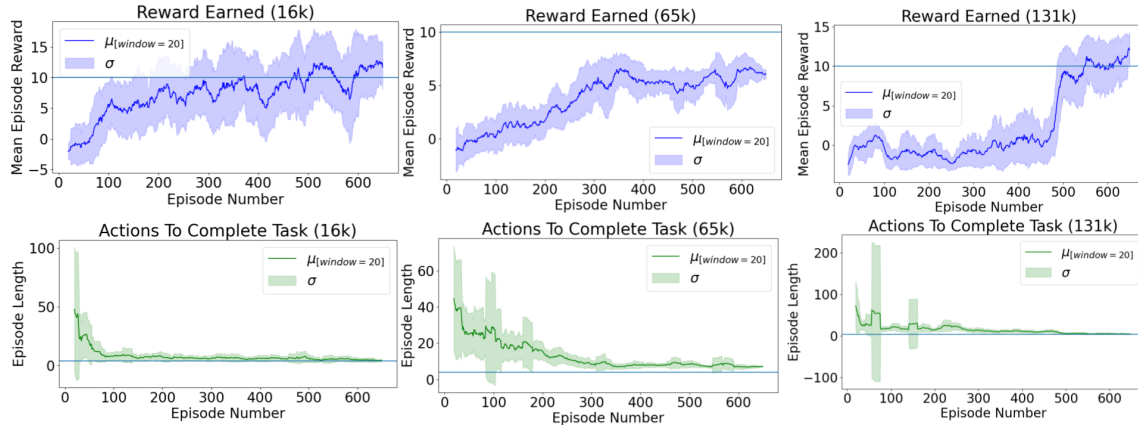 Reward Earned (16k)
Mean Episode Reward
15
10
5
0
−5
μ[window = 20]
σ
0 100 200 300 400 500 600
Episode Number
Reward Earned (65k)
Mean Episode Reward
10
5
0
μ[window = 20]
σ
0 100 200 300 400 500 600
Episode Number
Reward Earned (131k)
Mean Episode Reward
15
10
5
0
−5
μ[window = 20]
σ
0 100 200 300 400 500 600
Episode Number
Actions To Complete Task (16k)
Episode Length
100
50
0
μ[window = 20]
σ
0 100 200 300 400 500 600
Episode Number
Actions To Complete Task (65k)
Episode Length
60
40
20
0
μ[window = 20]
σ
0 100 200 300 400 500 600
Episode Number
Actions To Complete Task (131k)
Episode Length
200
100
0
−100
μ[window = 20]
σ
0 100 200 300 400 500 600
Episode Number